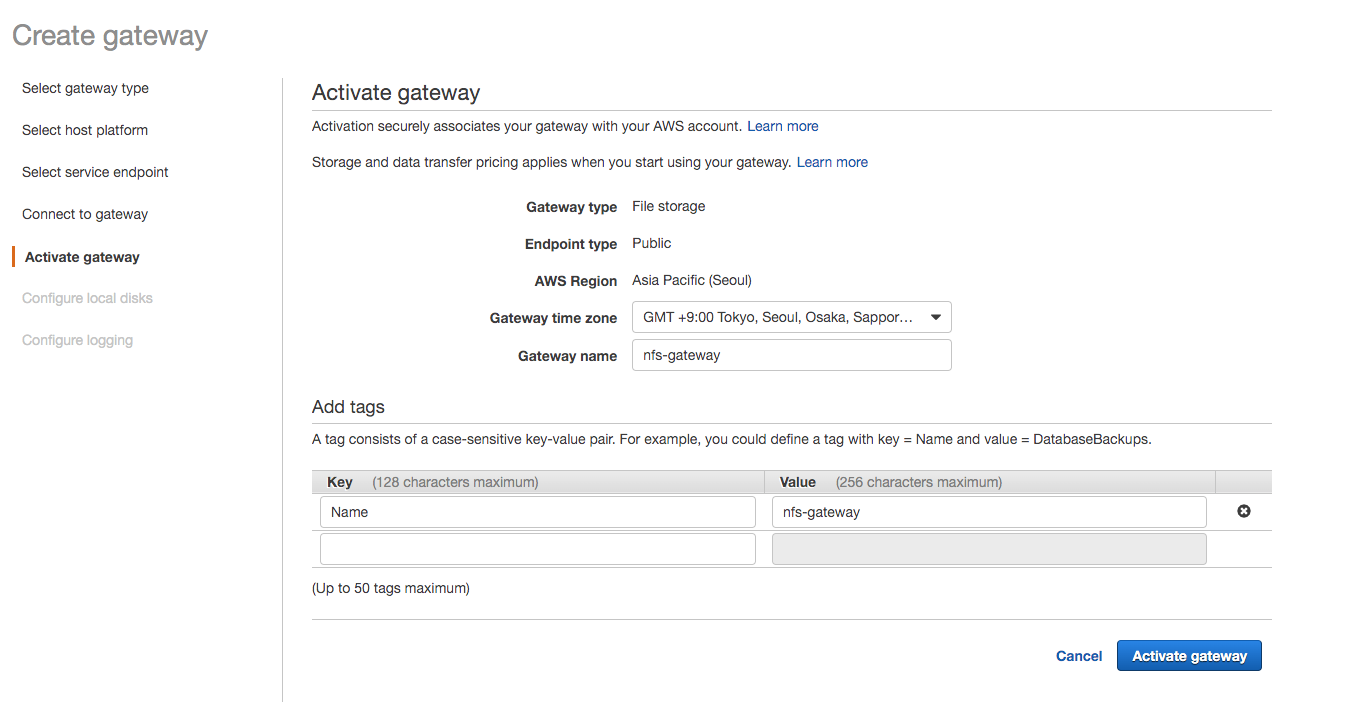 Create gateway
Select gateway type
Select host platform
Select service endpoint
Connect to gateway
Activate gateway
Configure local disks
Configure logging
Activate gateway
Activation securely associates your gateway with your AWS account. Learn more
Storage and data transfer pricing applies when you start using your gateway. Learn more
Gateway type File storage
Endpoint type Public
AWS Region Asia Pacific (Seoul)
Gateway time zone GMT +9:00 Tokyo, Seoul, Osaka, Sappor...
Gateway name nfs-gateway
Add tags
A tag consists of a case-sensitive key-value pair. For example, you could define a tag with key = Name and value = DatabaseBackups.
Key (128 characters maximum) Value (256 characters maximum)
Name nfs-gateway
(Up to 50 tags maximum)
Cancel Activate gateway